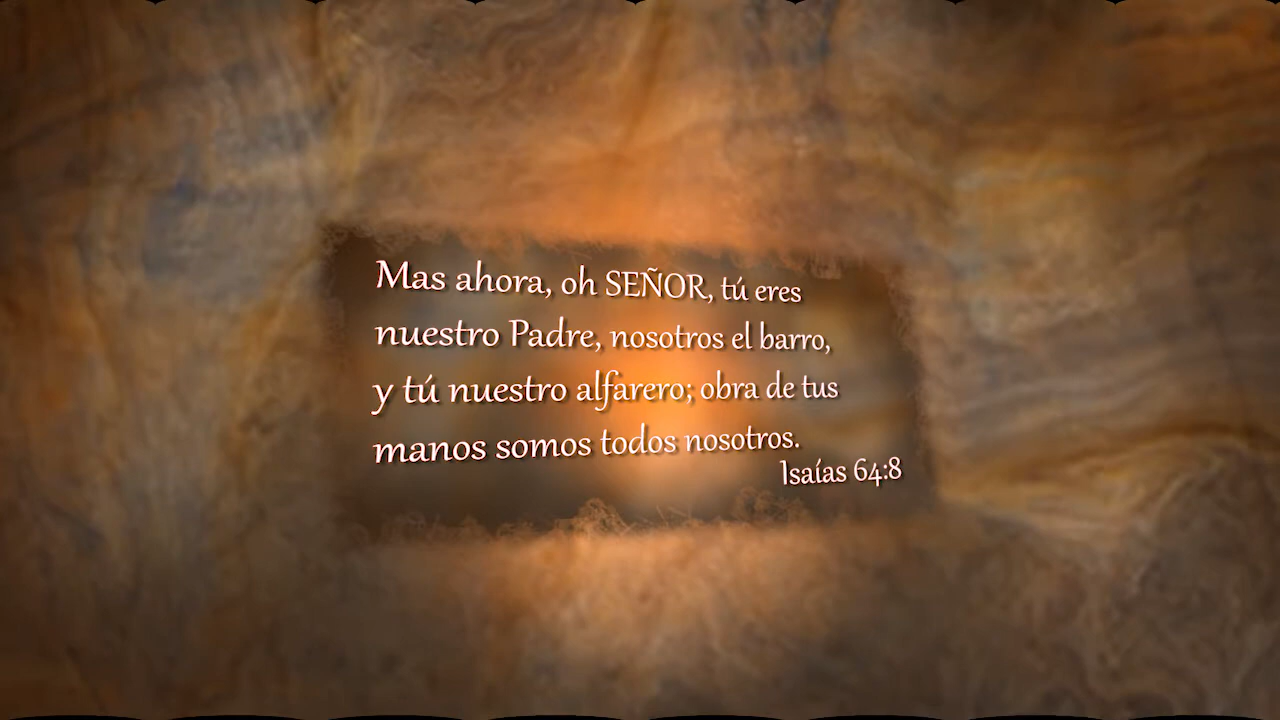 Mas ahora, oh SEÑOR, tú eres
nuestro Padre, nosotros el barro,
y tú nuestro alfarero; obra de tus
manos somos todos nosotros.
Isaías 64:8